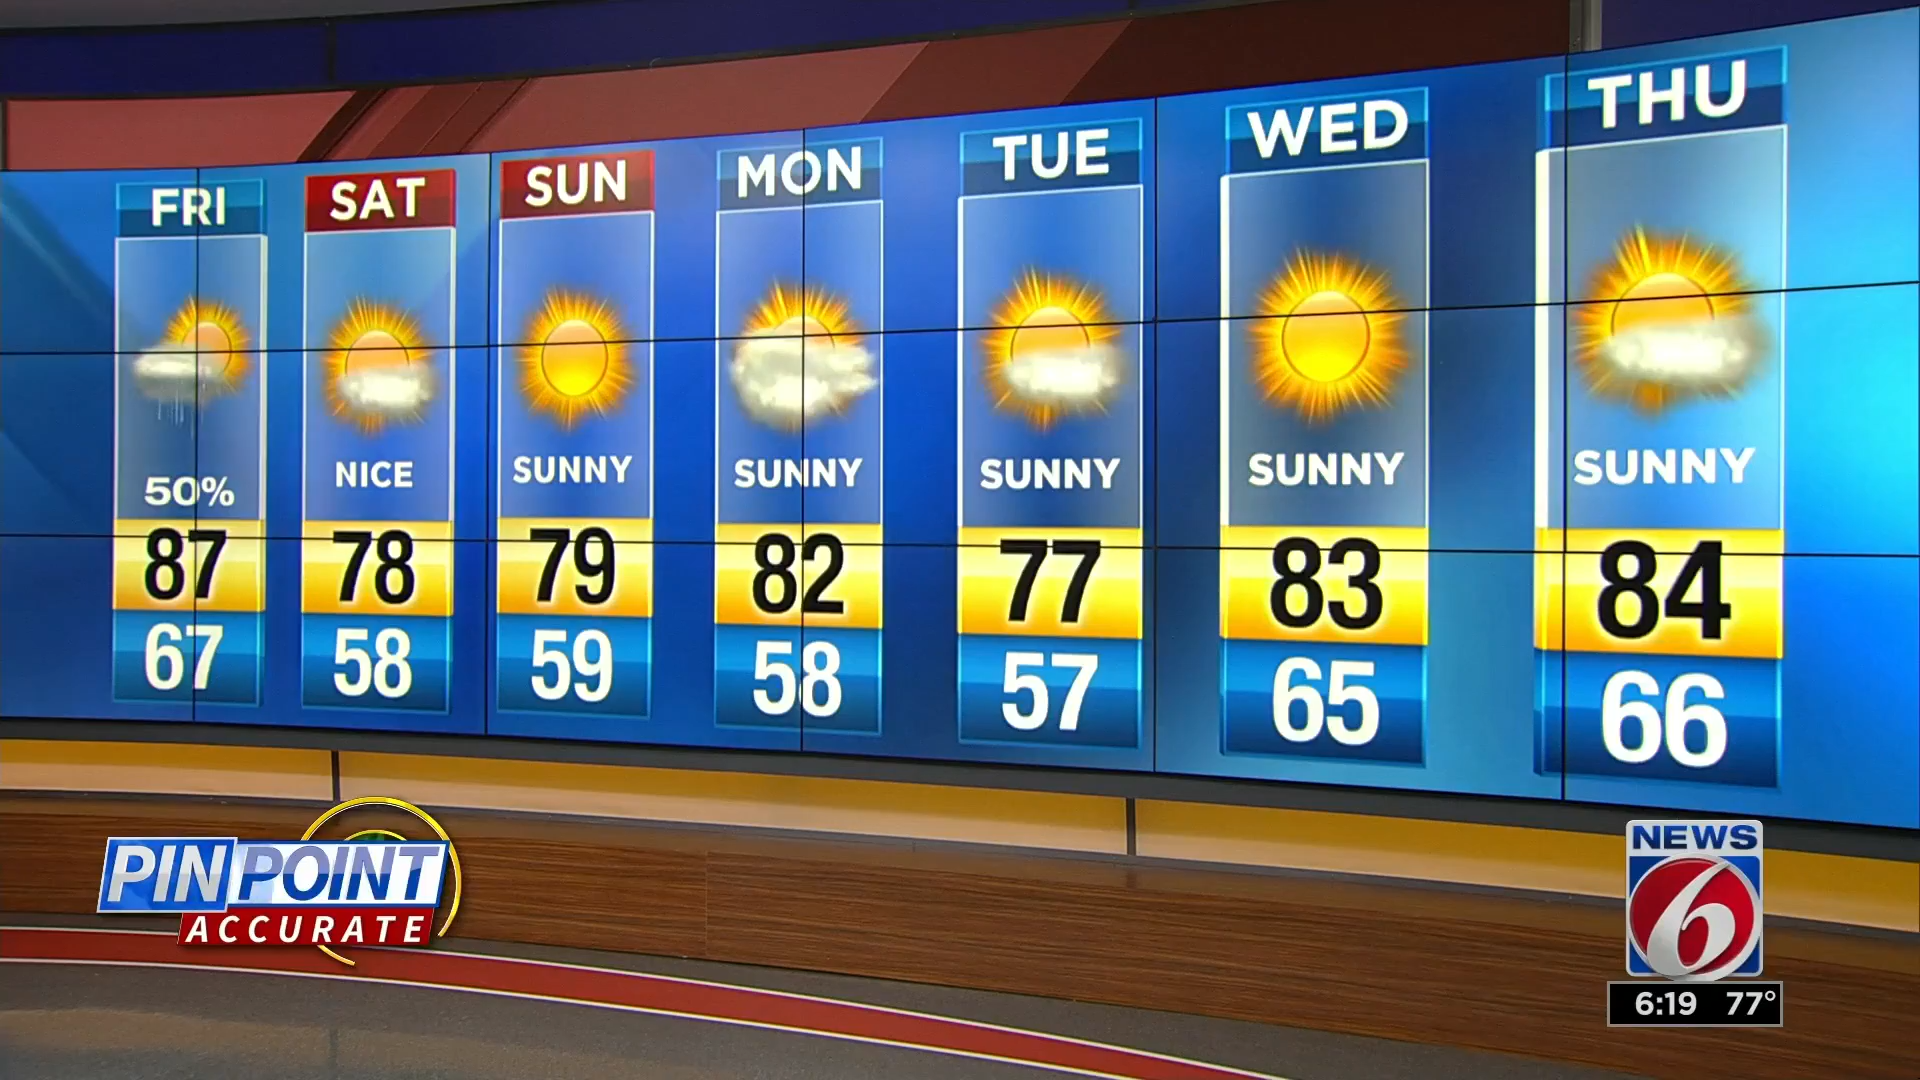 FRI
SAT
SUN
MON
TUE
WED
THU
50%
NICE
SUNNY
SUNNY
SUNNY
SUNNY
SUNNY
87
78
79
82
77
83
84
67
58
59
58
57
65
66
PINPOINT
ACCURATE
NEWS
6
6:19 77°